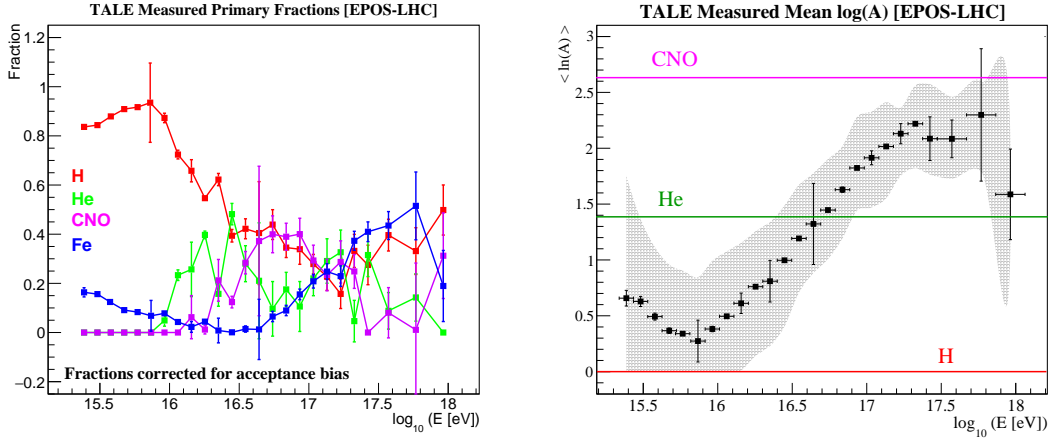 TALE Measured Primary Fractions [EPOS-LHC]
Fraction
1.2
1
0.8
0.6
0.4
0.2
0
−0.2
H
He
CNO
Fe
Fractions corrected for acceptance bias
15.5 16 16.5 17 17.5 18
log10 (E [eV])
TALE Measured Mean log(A) [EPOS-LHC]
< ln(A) >
3
2.5
2
1.5
1
0.5
0
CNO
He
H
15.5 16 16.5 17 17.5 18
log10 (E [eV])